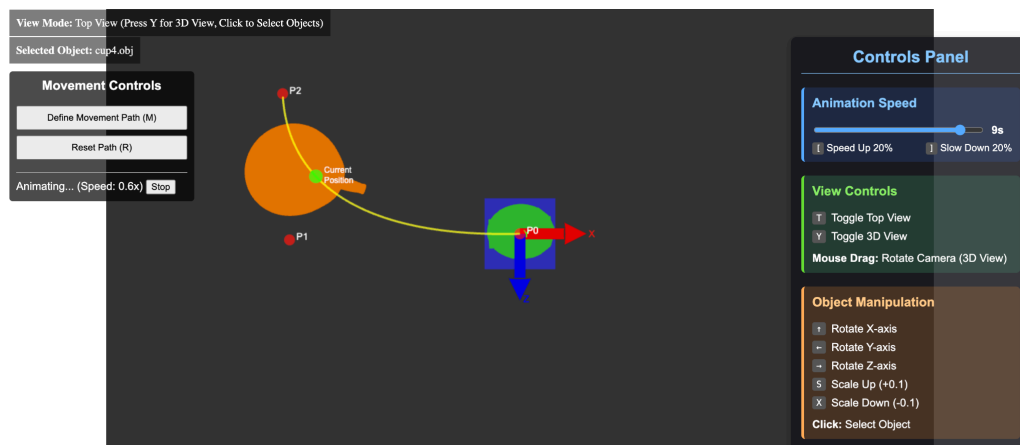 View Mode: Top View (Press Y for 3D View, Click to Select Objects)
Selected Object: cup4.obj
Movement Controls
Define Movement Path (M)
Reset Path (R)
Animating... (Speed: 0.6x) Stop
P2
Current
Position
P1
P0
X
Z
Controls Panel
Animation Speed
9s
[ Speed Up 20% ] Slow Down 20%
View Controls
T Toggle Top View
Y Toggle 3D View
Mouse Drag: Rotate Camera (3D View)
Object Manipulation
↑ Rotate X-axis
← Rotate Y-axis
→ Rotate Z-axis
S Scale Up (+0.1)
X Scale Down (-0.1)
Click: Select Object